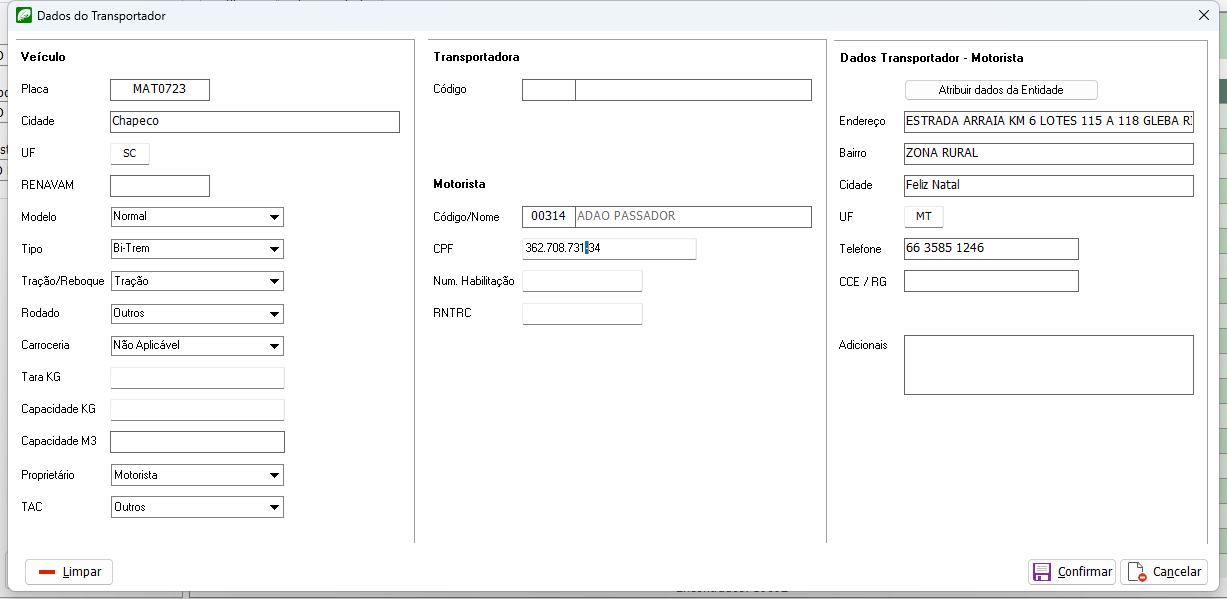 Dados do Transportador
Veículo
Placa MAT0723
Cidade Chapeco
UF SC
RENAVAM
Modelo Normal
Tipo Bi-Trem
Tração/Reboque Tração
Rodado Outros
Carroceria Não Aplicável
Tara KG
Capacidade KG
Capacidade M3
Proprietário Motorista
TAC Outros
Transportadora
Código
Motorista
Código/Nome 00314 ADAO PASSADOR
CPF 362.708.731-34
Num. Habilitação
RNTRC
Dados Transportador - Motorista
Atribuir dados da Entidade
Endereço ESTRADA ARRAIA KM 6 LOTES 115 A 118 GLEBA
Bairro ZONA RURAL
Cidade Feliz Natal
UF MT
Telefone 66 3585 1246
CCE / RG
Adicionais
Limpar
Confirmar
Cancelar